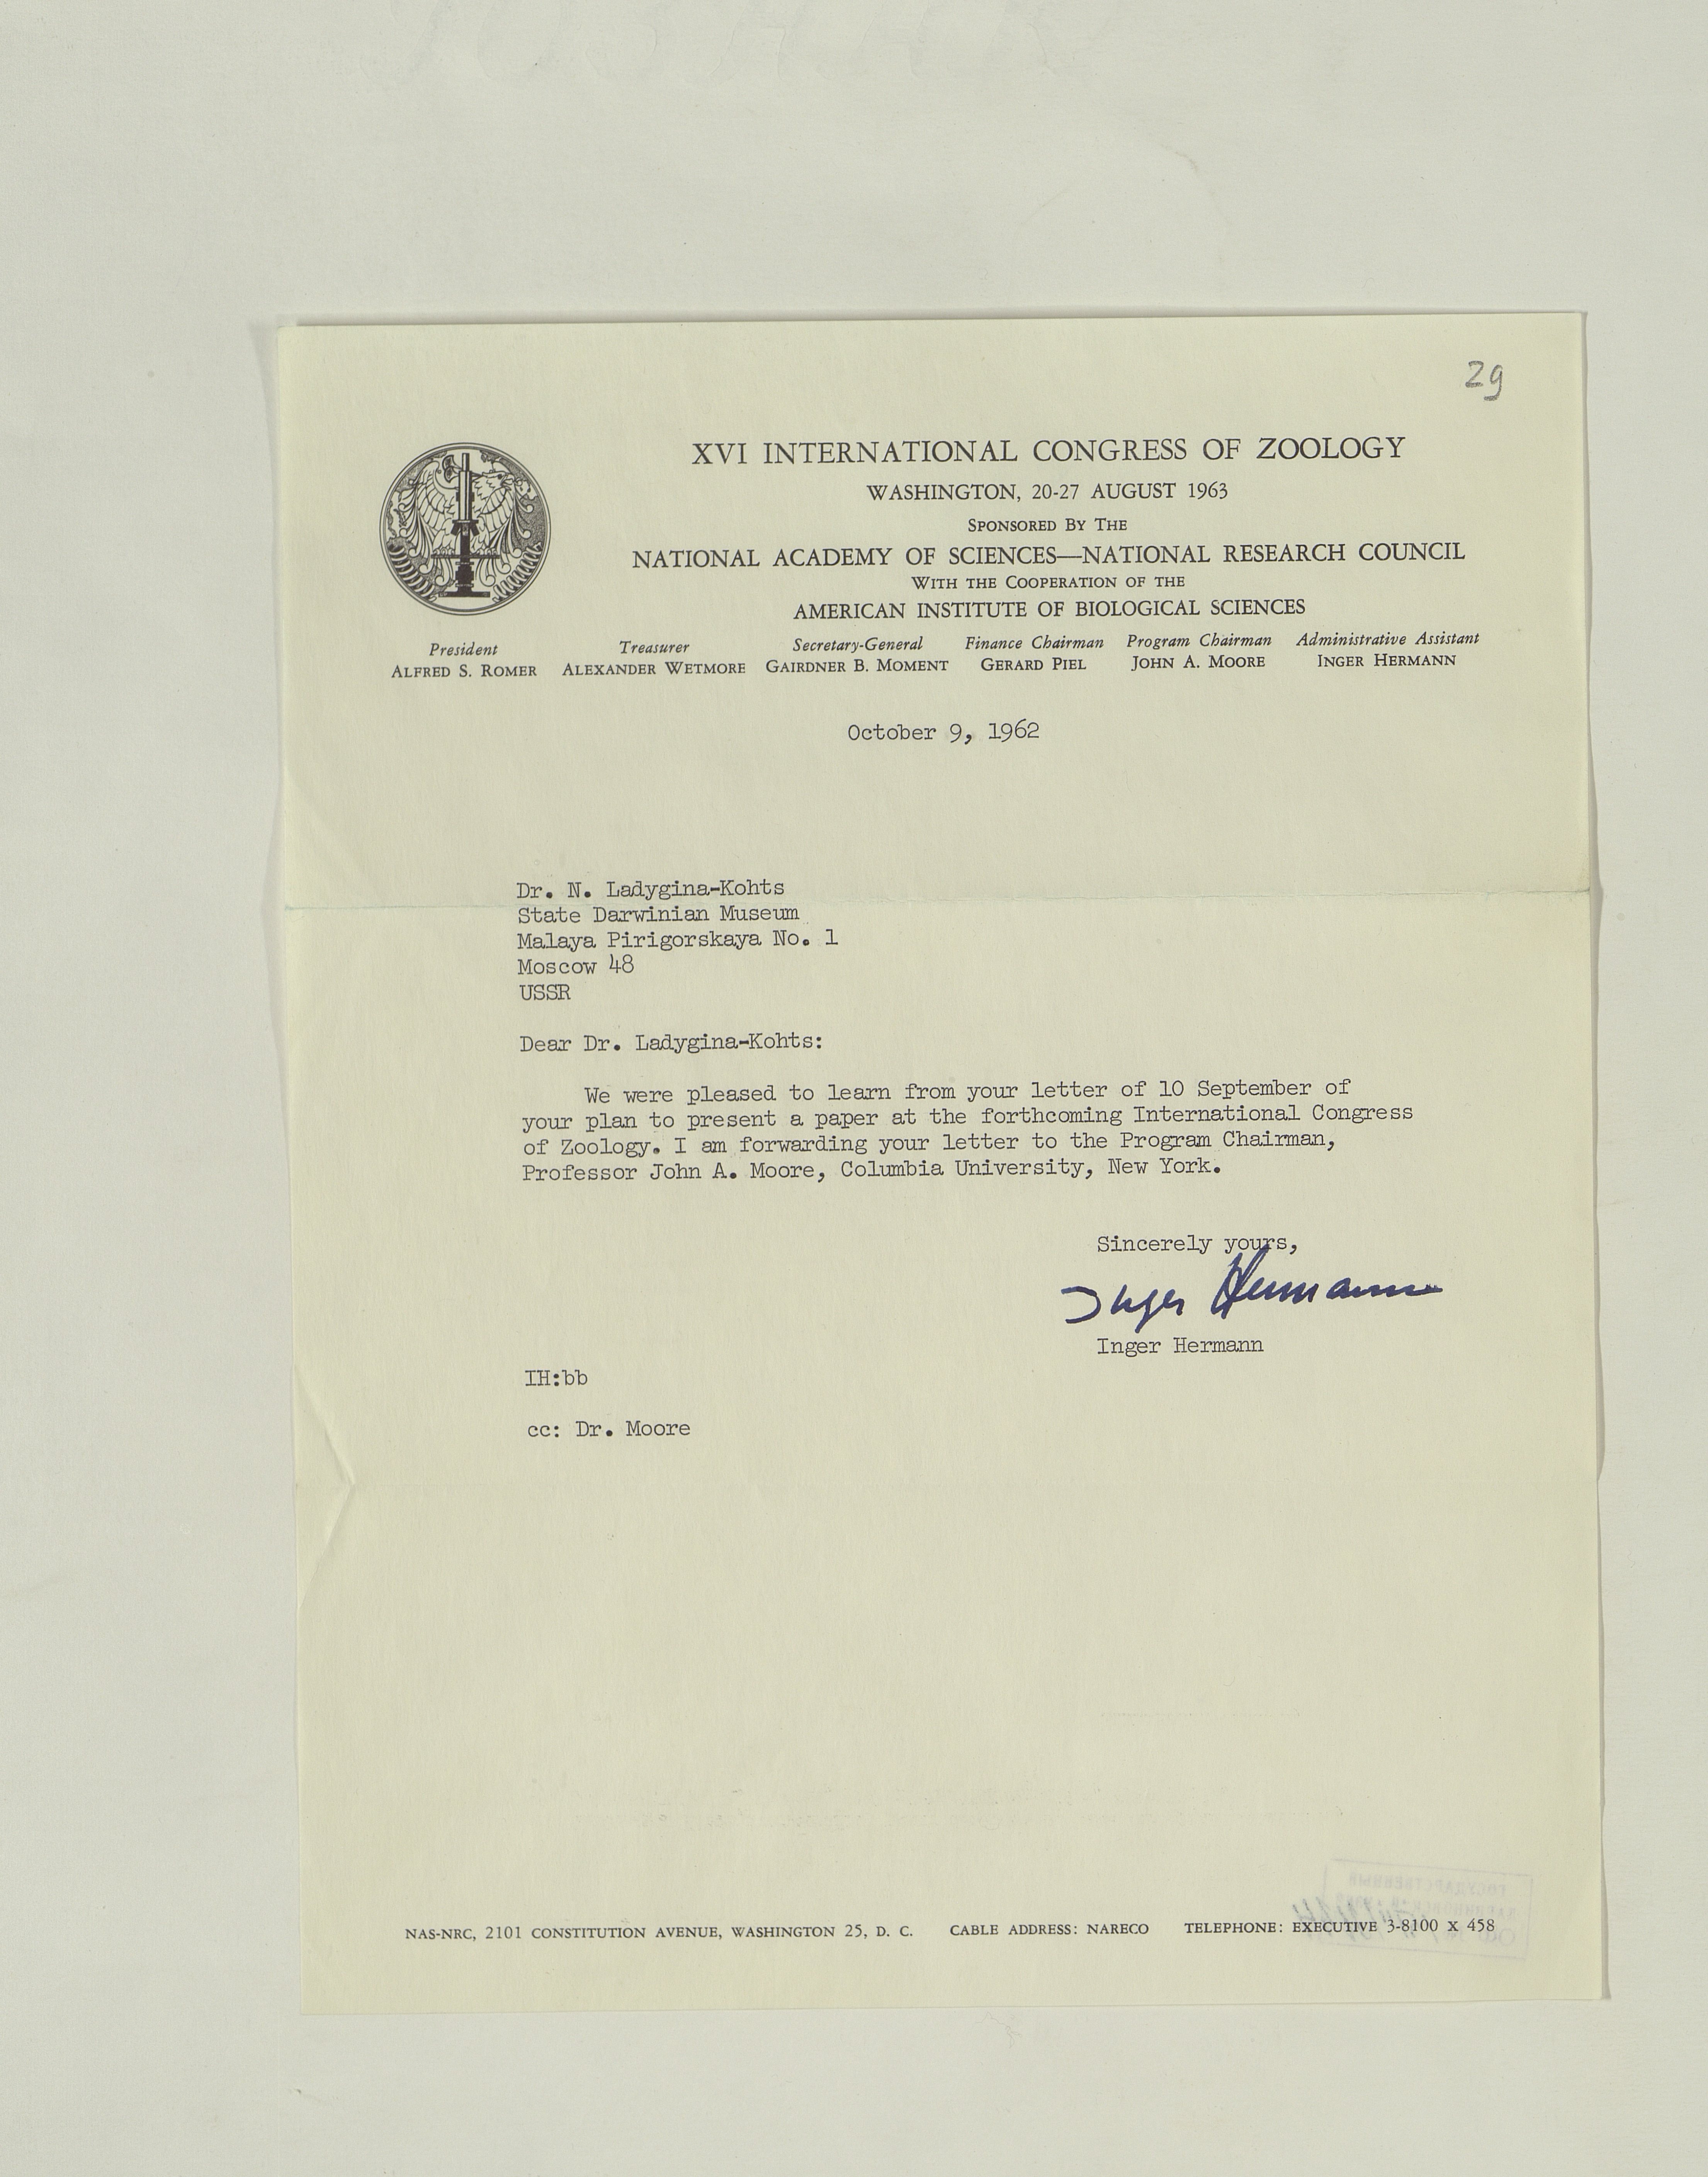 29
XVI INTERNATIONAL CONGRESS OF ZOOLOGY
WASHINGTON, 20-27 AUGUST 1963
SPONSORED BY THE
NATIONAL ACADEMY OF SCIENCES—NATIONAL RESEARCH COUNCIL
WITH THE COOPERATION OF THE
AMERICAN INSTITUTE OF BIOLOGICAL SCIENCES
President Treasurer Secretary-General Finance Chairman Program Chairman Administrative Assistant
ALFRED S. ROMER ALEXANDER WETMORE GAIRDNER B. MOMENT GERARD PIEL JOHN A. MOORE INGER HERMANN
October 9, 1962
Dr. N. Ladygina-Kohts
State Darwinian Museum
Malaya Pirigorskaya No. 1
Moscow 48
USSR
Dear Dr. Ladygina-Kohts:
We were pleased to learn from your letter of 10 September of
your plan to present a paper at the forthcoming International Congress
of Zoology. I am forwarding your letter to the Program Chairman,
Professor John A. Moore, Columbia University, New York.
Sincerely yours,
Inger Hermann
Inger Hermann
IH:bb
cc: Dr. Moore
ГОСУДАРСТВЕННЫЙ
NAS-NRC, 2101 CONSTITUTION AVENUE, WASHINGTON 25, D. C. CABLE ADDRESS: NARECO TELEPHONE: EXECUTIVE 3-8100 X 458